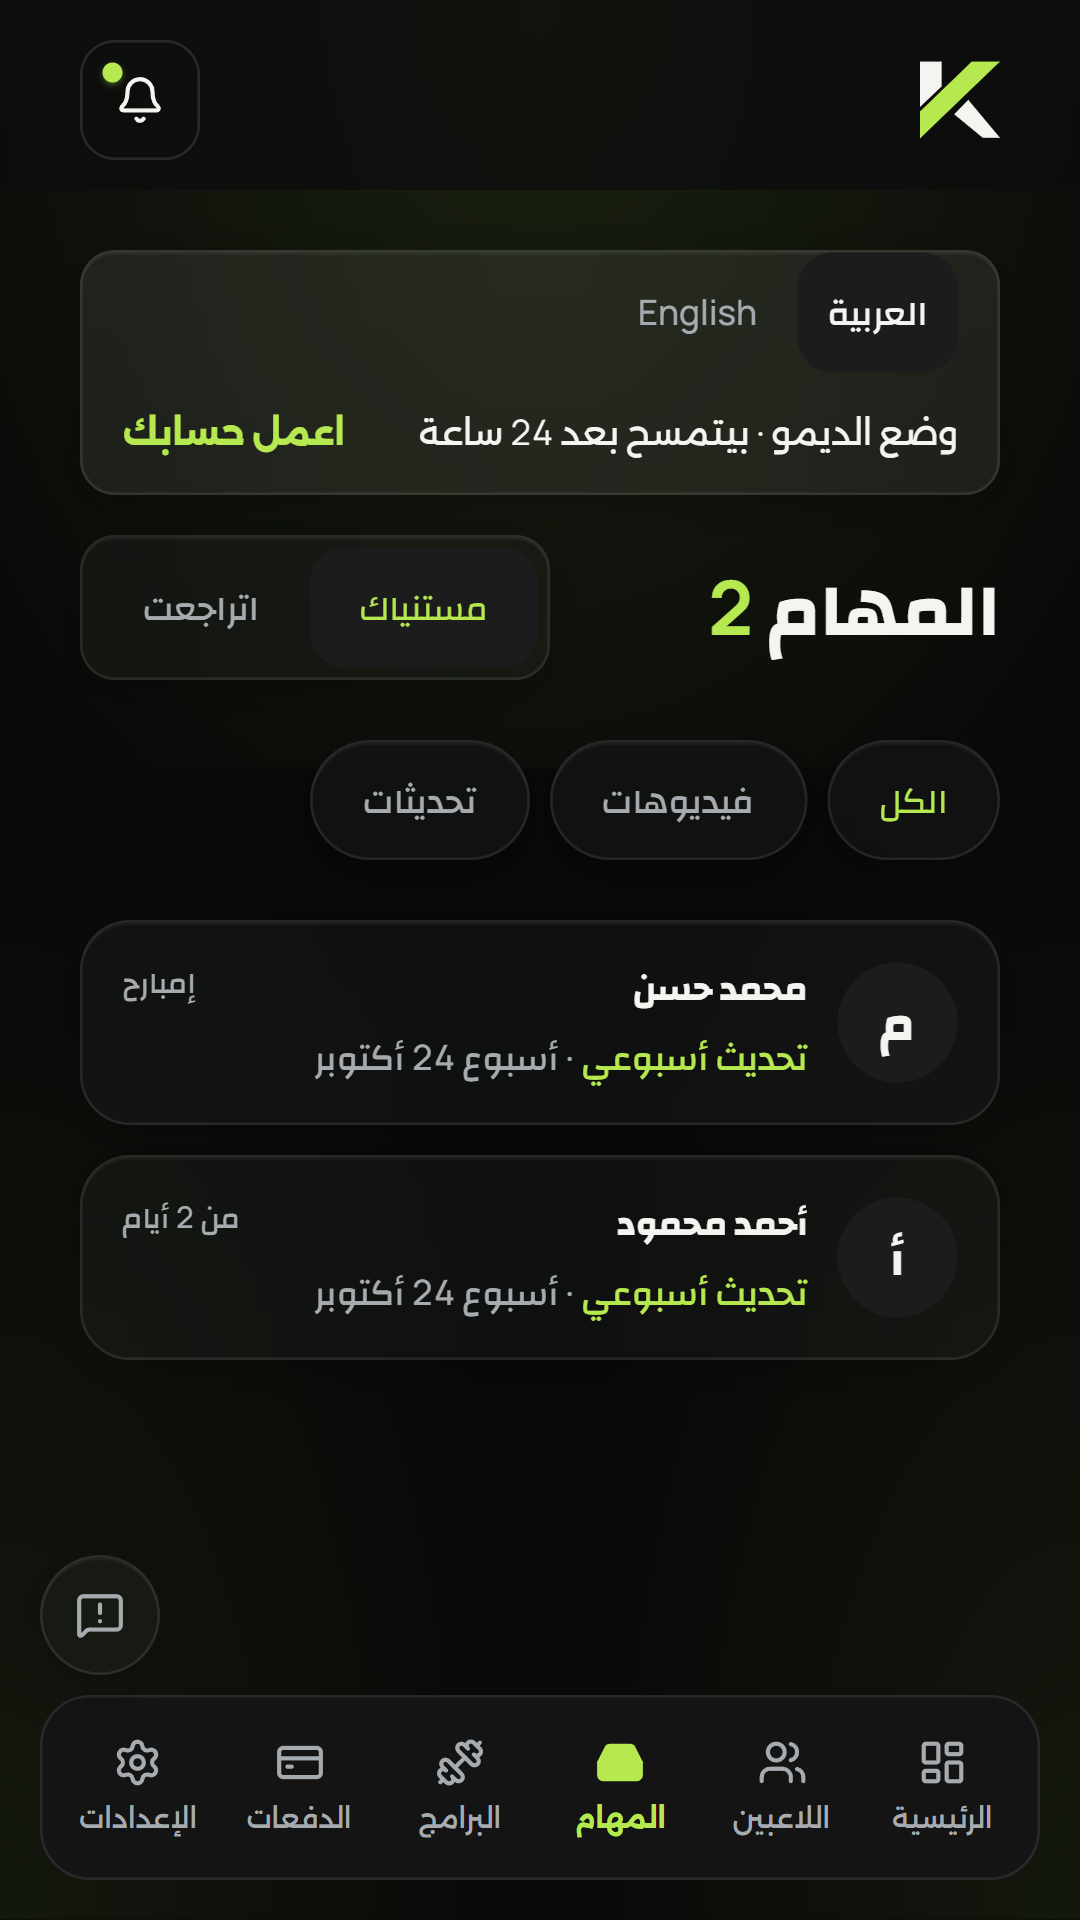 العربية English
وضع الديمو · بيتمسح بعد 24 ساعة اعمل حسابك
المهام 2
مستنياك اتراجعت
الكل فيديوهات تحديثات
م
محمد حسن إمبارح
تحديث أسبوعي · أسبوع 24 أكتوبر
أ
أحمد محمود من 2 أيام
تحديث أسبوعي · أسبوع 24 أكتوبر
الرئيسية اللاعبين المهام البرامج الدفعات الإعدادات